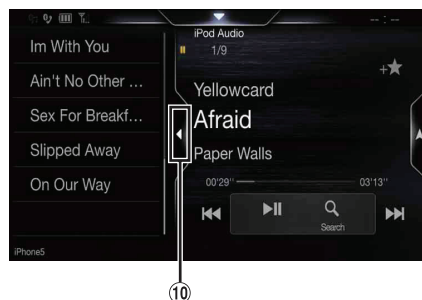 -- : --
iPod Audio
1/9
Im With You
Ain't No Other ...
Sex For Breakf...
Slipped Away
On Our Way
Yellowcard
Afraid
Paper Walls
00'29''
03'13''
Search
iPhone5
10